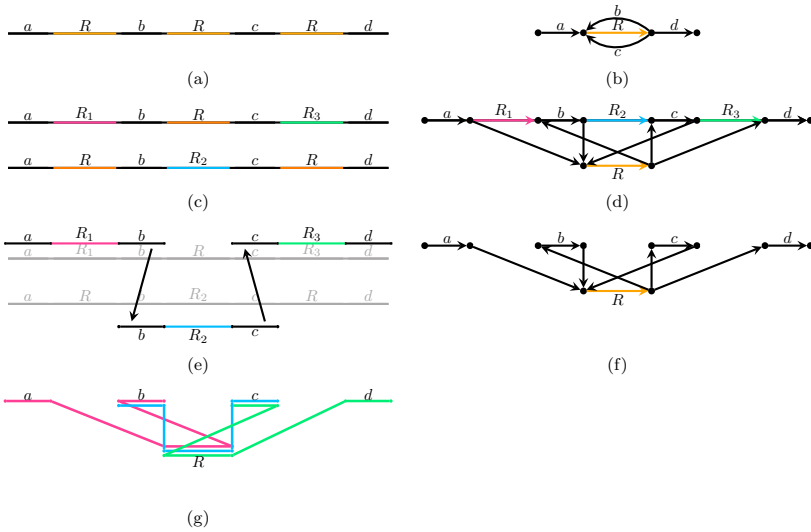 a R b R c R d
(a)
b
a R d
c
(b)
a R₁ b R c R₃ d
a R b R₂ c R d
(c)
a R₁ b R₂ c R₃ d
R
(d)
a R₁ b c R₃ d
a R₁ b R c R₃ d
a R b R₂ c R d
b R₂ c
(e)
a b c d
R
(f)
a b c d
R
(g)